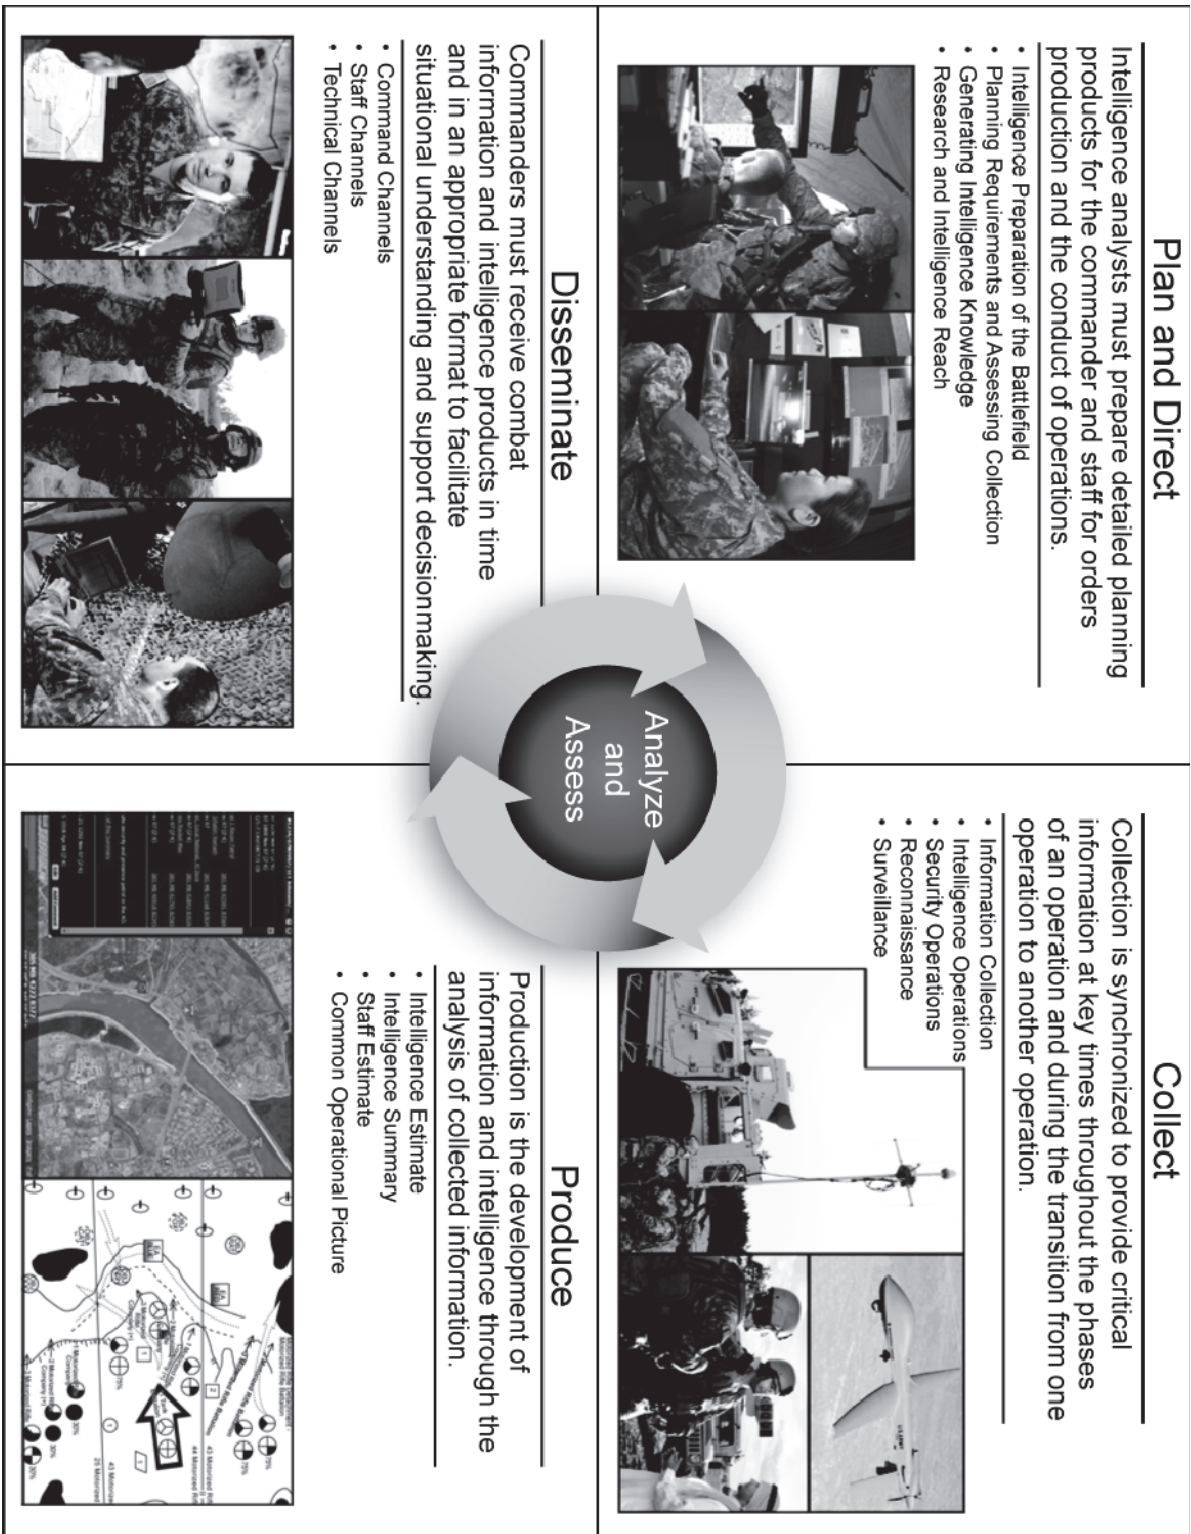 Plan and Direct
Intelligence analysts must prepare detailed planning
products for the commander and staff for orders
production and the conduct of operations.
• Intelligence Preparation of the Battlefield
• Planning Requirements and Assessing Collection
• Generating Intelligence Knowledge
• Research and Intelligence Reach
Collect
Collection is synchronized to provide critical
information at key times throughout the phases
of an operation and during the transition from one
operation to another operation.
• Information Collection
• Intelligence Operations
• Security Operations
• Reconnaissance
• Surveillance
Analyze
and
Assess
Disseminate
Commanders must receive combat
information and intelligence products in time
and in an appropriate format to facilitate
situational understanding and support decisionmaking.
• Command Channels
• Staff Channels
• Technical Channels
Produce
Production is the development of
information and intelligence through the
analysis of collected information.
• Intelligence Estimate
• Intelligence Summary
• Staff Estimate
• Common Operational Picture